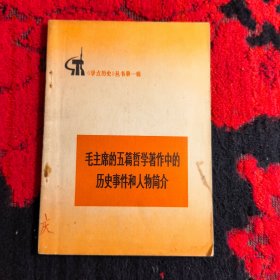 《学点历史》丛书第一辑
毛主席的五篇哲学著作中的
历史事件和人物简介